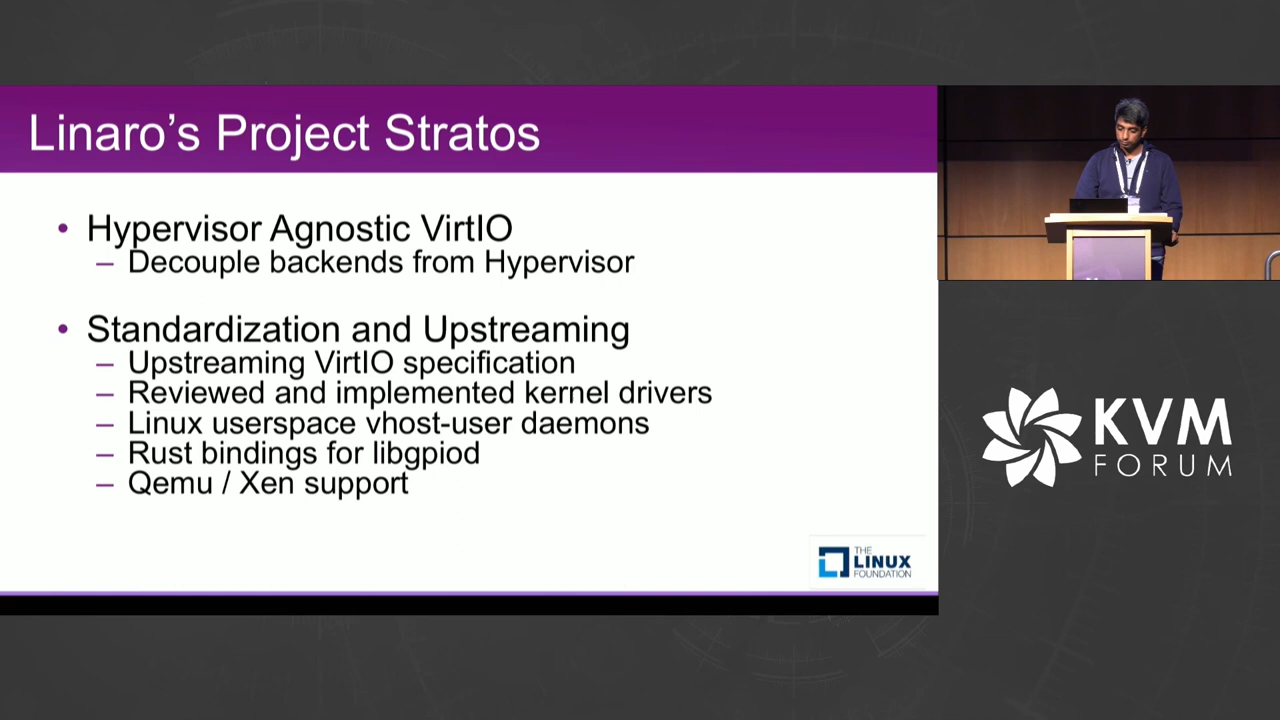 Linaro's Project Stratos
• Hypervisor Agnostic VirtIO
– Decouple backends from Hypervisor
• Standardization and Upstreaming
– Upstreaming VirtIO specification
– Reviewed and implemented kernel drivers
– Linux userspace vhost-user daemons
– Rust bindings for libgpiod
– Qemu / Xen support
THE
LINUX
FOUNDATION
KVM
FORUM